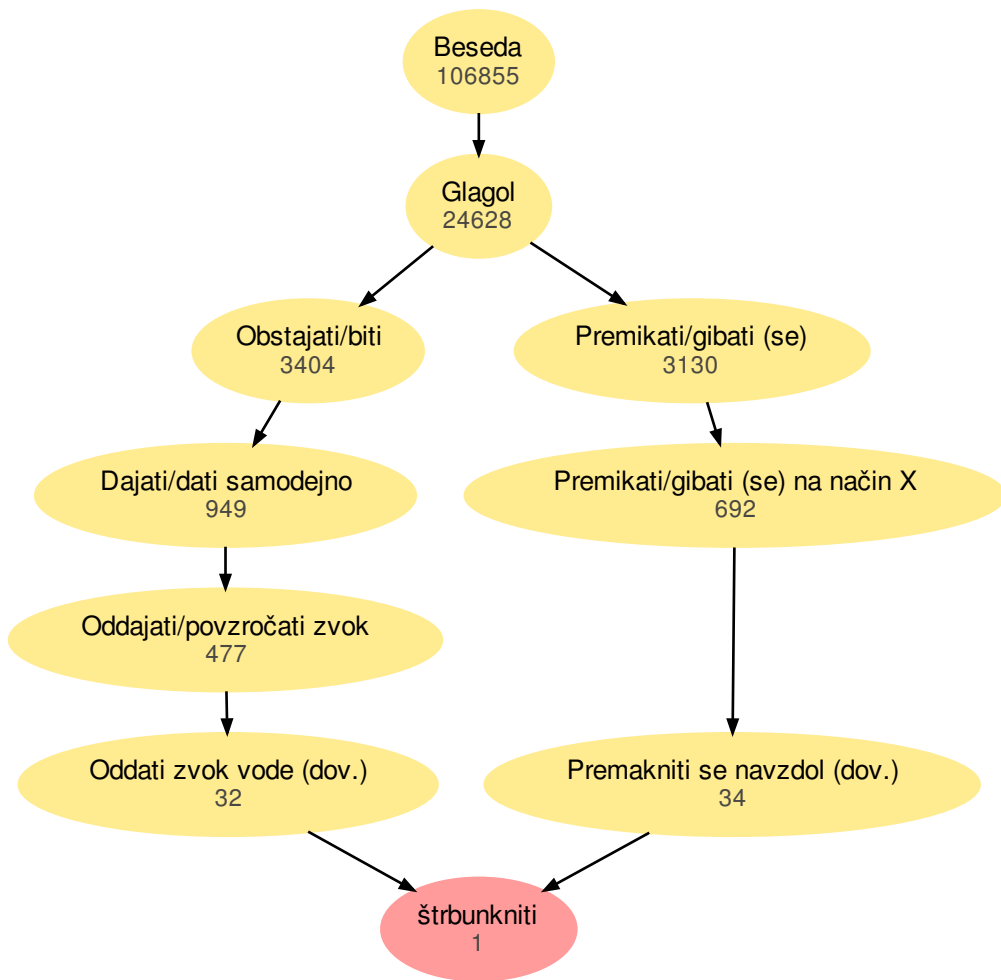 Beseda
106855
Glagol
24628
Obstajati/biti
3404
Premikati/gibati (se)
3130
Dajati/dati samodejno
949
Premikati/gibati (se) na način X
692
Oddajati/povzročati zvok
477
Oddati zvok vode (dov.)
32
Premakniti se navzdol (dov.)
34
štrbunkniti
1